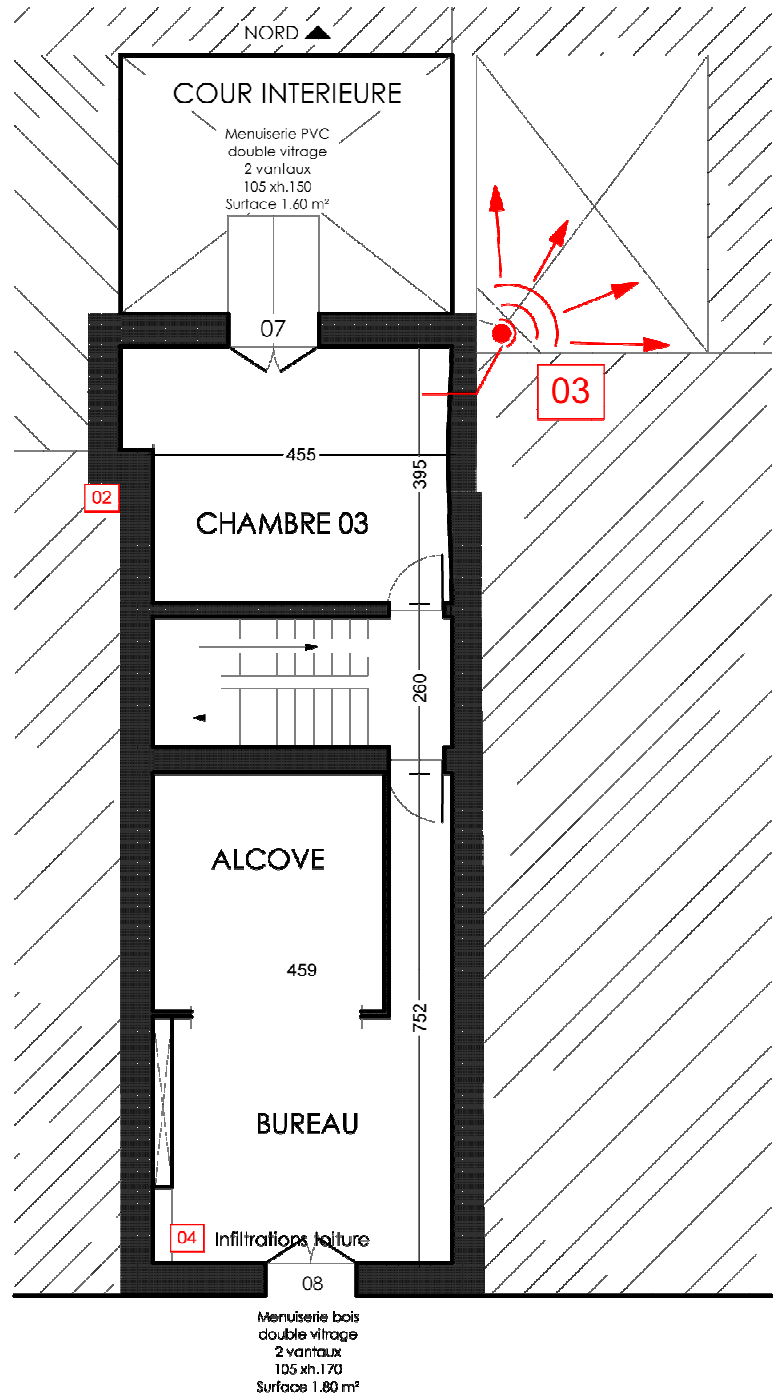 NORD
COUR INTERIEURE
Menuiserie PVC
double vitrage
2 vantaux
105 xh.150
Surface 1.60 m²
07
03
455
395
02
CHAMBRE 03
260
ALCOVE
459
752
BUREAU
04 Infiltrations toiture
08
Menuiserie bois
double vitrage
2 vantaux
105 xh.170
Surface 1.80 m²